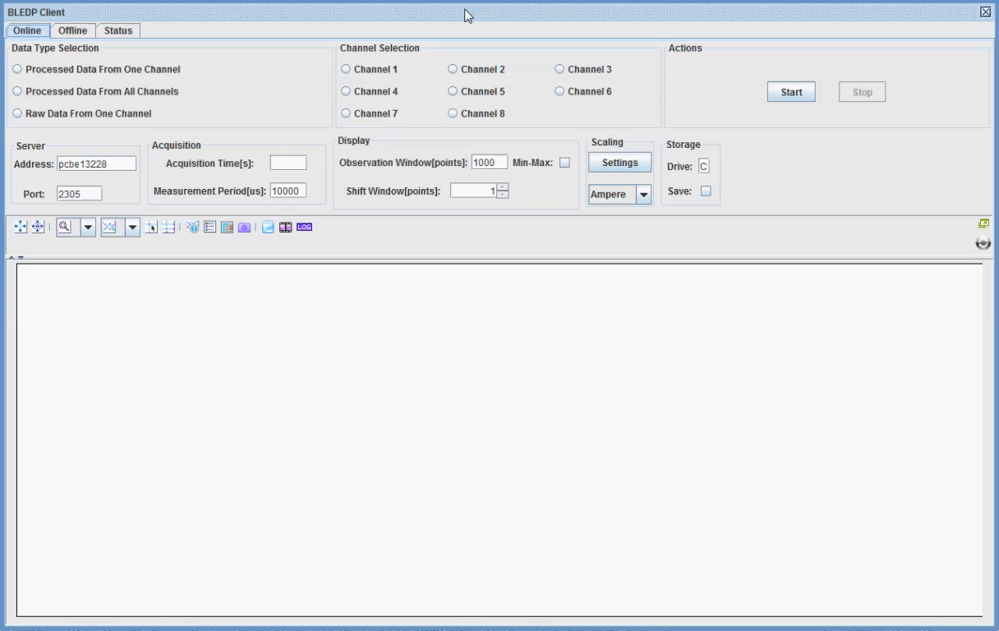 BLEDP Client
Online Offline Status
Data Type Selection
Processed Data From One Channel
Processed Data From All Channels
Raw Data From One Channel
Channel Selection
Channel 1 Channel 2 Channel 3
Channel 4 Channel 5 Channel 6
Channel 7 Channel 8
Actions
Start Stop
Server
Address: pcbe13228
Port: 2305
Acquisition
Acquisition Time[s]:
Measurement Period[us]: 10000
Display
Observation Window[points]: 1000 Min-Max:
Shift Window[points]: 1
Scaling
Settings
Ampere
Storage
Drive: C
Save:
LOG